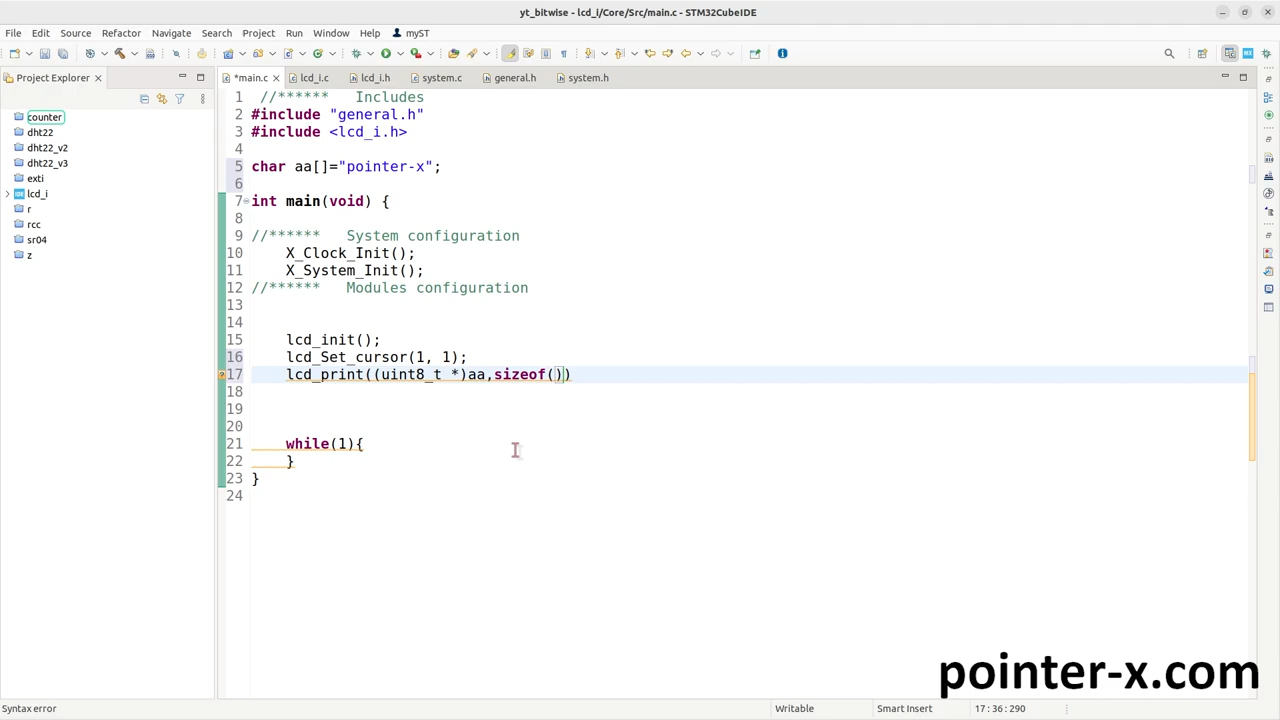 yt_bitwise - lcd_i/Core/Src/main.c - STM32CubeIDE
File Edit Source Refactor Navigate Search Project Run Window Help myST
Project Explorer
*main.c lcd_i.c lcd_i.h system.c general.h system.h
counter
dht22
dht22_v2
dht22_v3
exti
IDE lcd_i
r
rcc
sr04
z
1 //****** Includes
2 #include "general.h"
3 #include <lcd_i.h>
4
5 char aa[]="pointer-x";
6
7 int main(void) {
8
9 //****** System configuration
10 X_Clock_Init();
11 X_System_Init();
12 //****** Modules configuration
13
14
15 lcd_init();
16 lcd_Set_cursor(1, 1);
17 lcd_print((uint8_t *)aa,sizeof())
18
19
20
21 while(1){
22 }
23 }
24
pointer-x.com
Syntax error Writable Smart Insert 17 : 36 : 290